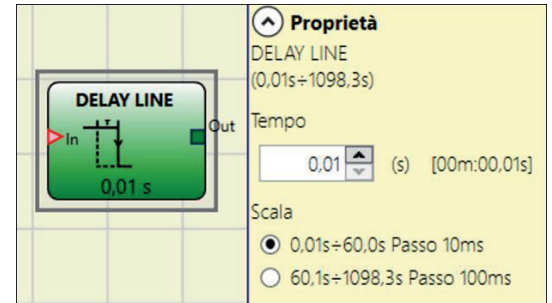 DELAY LINE
In
Out
0,01 s
Proprietà
DELAY LINE
(0,01s÷1098,3s)
Tempo
0,01 (s) [00m:00,01s]
Scala
0,01s÷60,0s Passo 10ms
60,1s÷1098,3s Passo 100ms